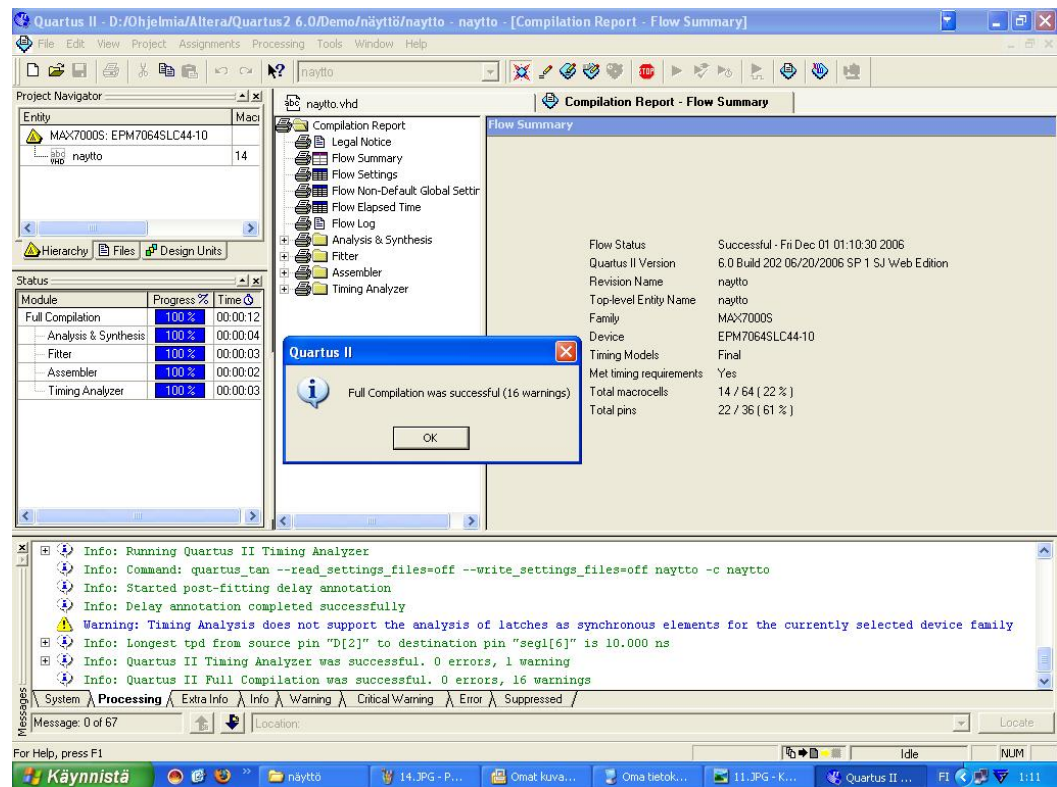 Quartus II - D:/Ohjelmia/Altera/Quartus2 6.0/Demo/näyttö/naytto - naytto - [Compilation Report - Flow Summary]
File Edit View Project Assignments Processing Tools Window Help
naytto
STOP
Project Navigator
Entity Maci
MAX7000S: EPM7064SLC44-10
abd VHD naytto 14
Hierarchy Files Design Units
Status
Module Progress % Time
Full Compilation 100 % 00:00:12
Analysis & Synthesis 100 % 00:00:04
Fitter 100 % 00:00:03
Assembler 100 % 00:00:02
Timing Analyzer 100 % 00:00:03
abc naytto.vhd
Compilation Report - Flow Summary
Compilation Report
Legal Notice
Flow Summary
Flow Settings
Flow Non-Default Global Settir
Flow Elapsed Time
Flow Log
Analysis & Synthesis
Fitter
Assembler
Timing Analyzer
Flow Summary
Flow Status Successful - Fri Dec 01 01:10:30 2006
Quartus II Version 6.0 Build 202 06/20/2006 SP 1 SJ Web Edition
Revision Name naytto
Top-level Entity Name naytto
Family MAX7000S
Device EPM7064SLC44-10
Timing Models Final
Met timing requirements Yes
Total macrocells 14 / 64 ( 22 % )
Total pins 22 / 36 ( 61 % )
Quartus II
Full Compilation was successful (16 warnings)
OK
Info: Running Quartus II Timing Analyzer
Info: Command: quartus_tan --read_settings_files=off --write_settings_files=off naytto -c naytto
Info: Started post-fitting delay annotation
Info: Delay annotation completed successfully
Warning: Timing Analysis does not support the analysis of latches as synchronous elements for the currently selected device family
Info: Longest tpd from source pin "D[2]" to destination pin "segl[6]" is 10.000 ns
Info: Quartus II Timing Analyzer was successful. 0 errors, 1 warning
Info: Quartus II Full Compilation was successful. 0 errors, 16 warnings
Messages
System Processing Extra Info Info Warning Critical Warning Error Suppressed
Message: 0 of 67 Location: Locate
For Help, press F1 Idle NUM
Käynnistä » näyttö 14.JPG - P... Omat kuva... Oma tietok... 11.JPG - K... Quartus II ... FI 1:11